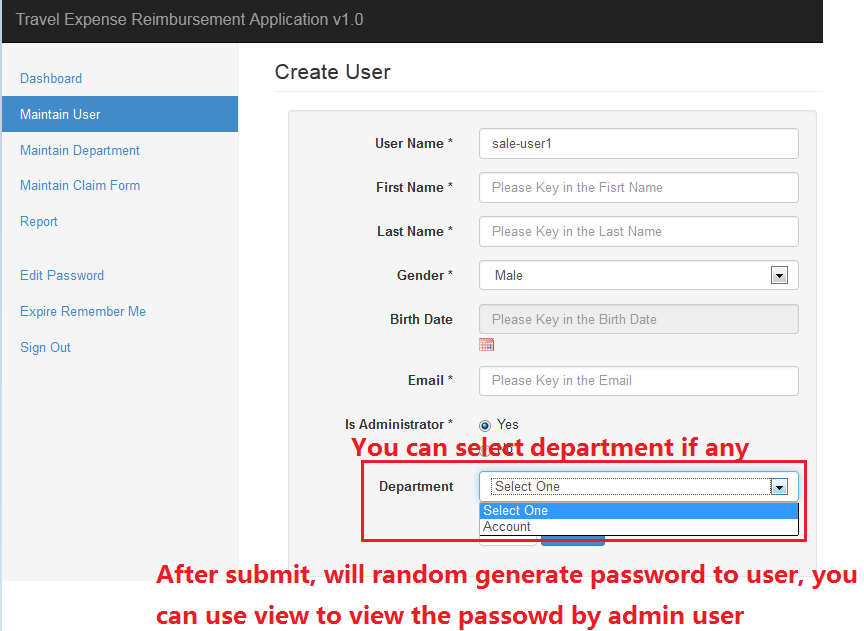 Travel Expense Reimbursement Application v1.0
Dashboard
Maintain User
Maintain Department
Maintain Claim Form
Report
Edit Password
Expire Remember Me
Sign Out
Create User
User Name * sale-user1
First Name * Please Key in the Fisrt Name
Last Name * Please Key in the Last Name
Gender * Male
Birth Date Please Key in the Birth Date
Email * Please Key in the Email
Is Administrator * Yes
You can select department if any
Department Select One
Select One
Account
After submit, will random generate password to user, you
can use view to view the passowd by admin user